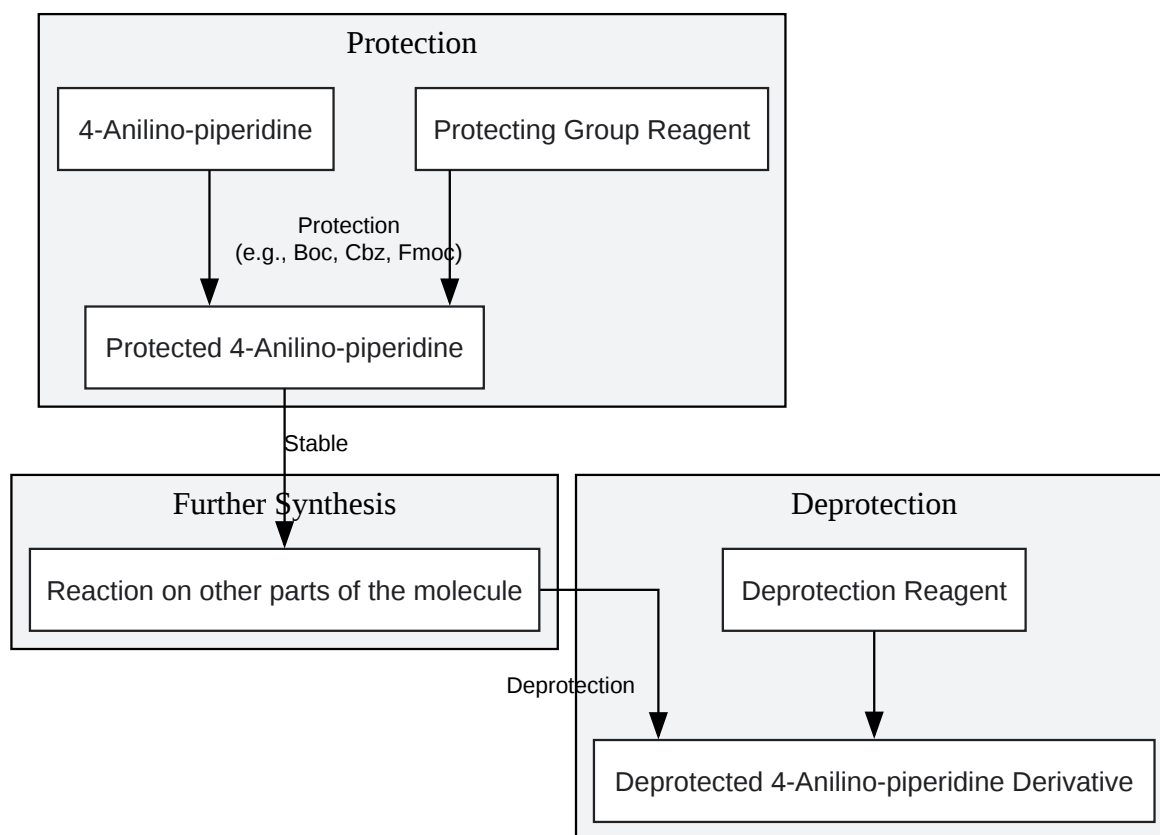 Protection
4-Anilino-piperidine
Protecting Group Reagent
Protection
(e.g., Boc, Cbz, Fmoc)
Protected 4-Anilino-piperidine
Stable
Further Synthesis
Deprotection
Reaction on other parts of the molecule
Deprotection Reagent
Deprotection
Deprotected 4-Anilino-piperidine Derivative